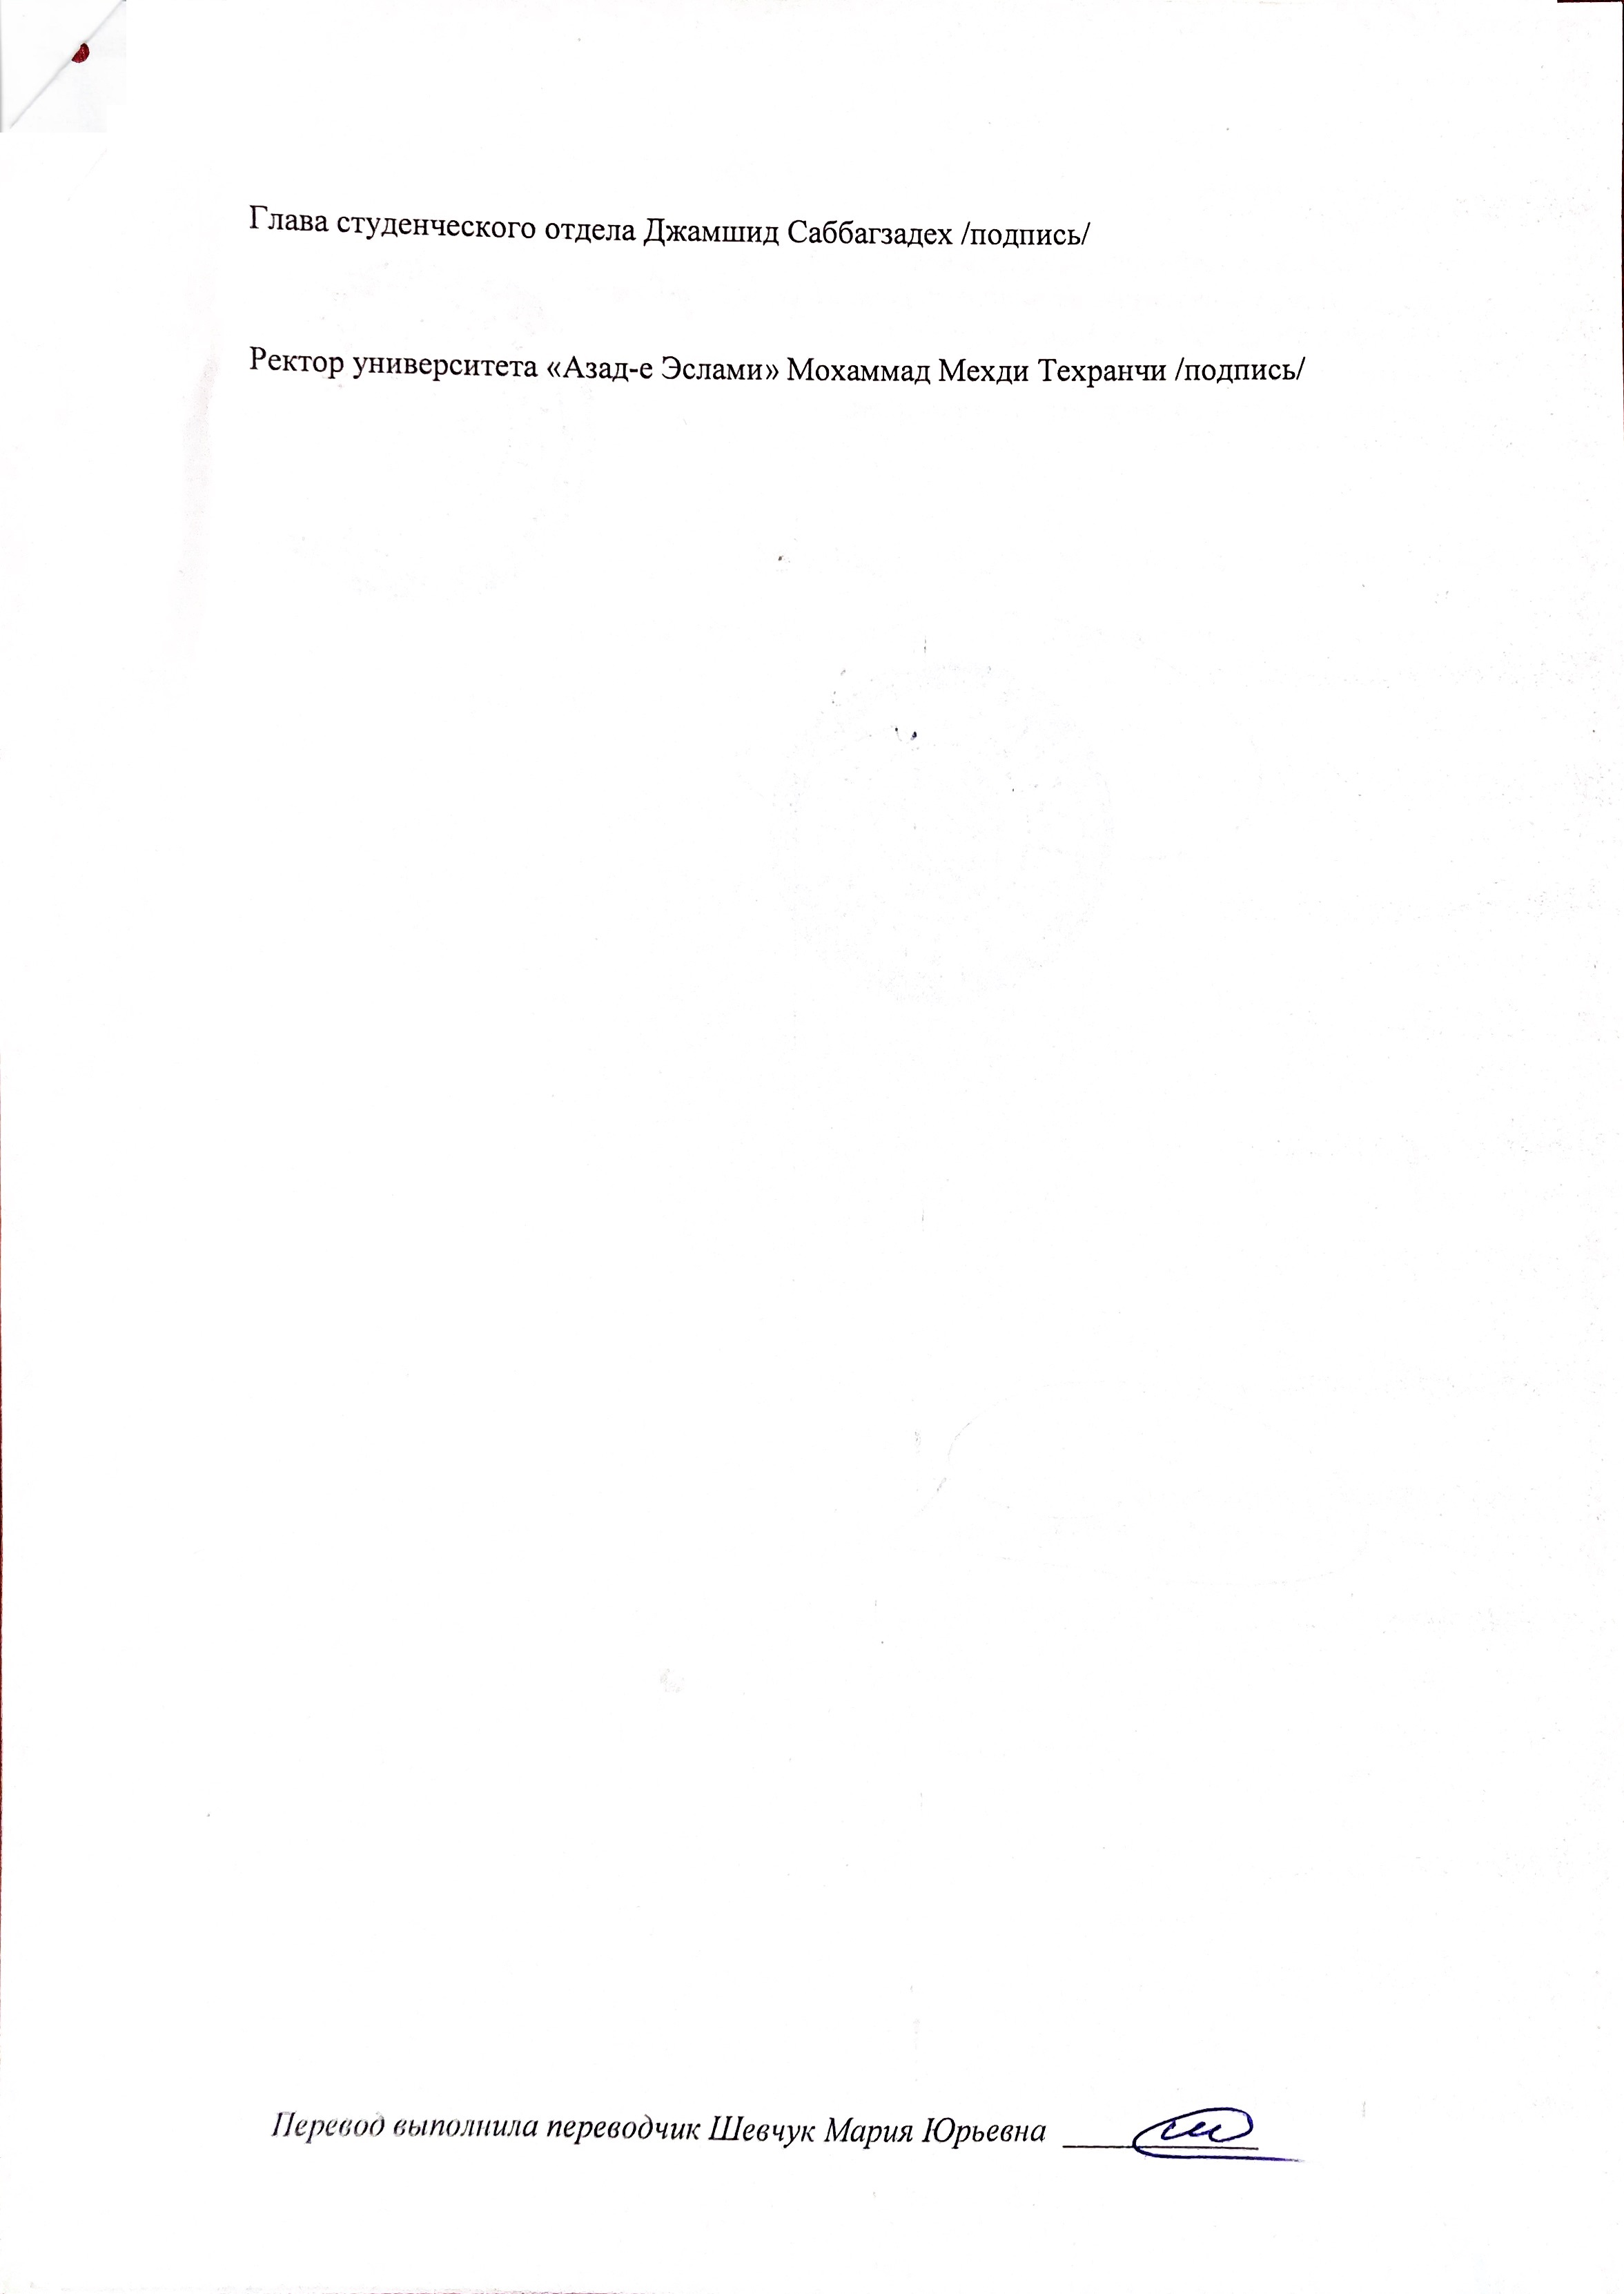 Глава студенческого отдела Джамшид Саббагзадех /подпись/
Ректор университета «Азад-е Эслами» Мохаммад Мехди Техранчи /подпись/
Перевод выполнила переводчик Шевчук Мария Юрьевна